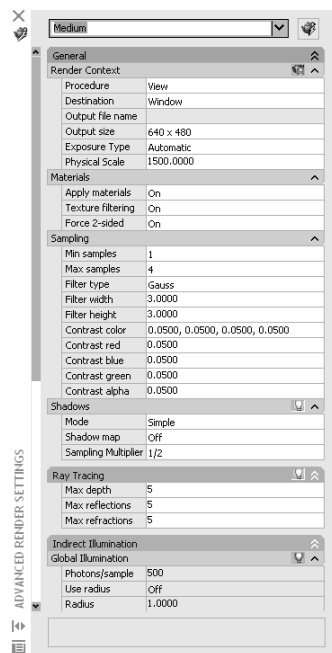 Medium
General
Render Context
Procedure View
Destination Window
Output file name
Output size 640 x 480
Exposure Type Automatic
Physical Scale 1500.0000
Materials
Apply materials On
Texture filtering On
Force 2-sided On
Sampling
Min samples 1
Max samples 4
Filter type Gauss
Filter width 3.0000
Filter height 3.0000
Contrast color 0.0500, 0.0500, 0.0500, 0.0500
Contrast red 0.0500
Contrast blue 0.0500
Contrast green 0.0500
Contrast alpha 0.0500
Shadows
Mode Simple
Shadow map Off
Sampling Multiplier 1/2
Ray Tracing
Max depth 5
Max reflections 5
Max refractions 5
Indirect Illumination
Global Illumination
Photons/sample 500
Use radius Off
Radius 1.0000
ADVANCED RENDER SETTINGS